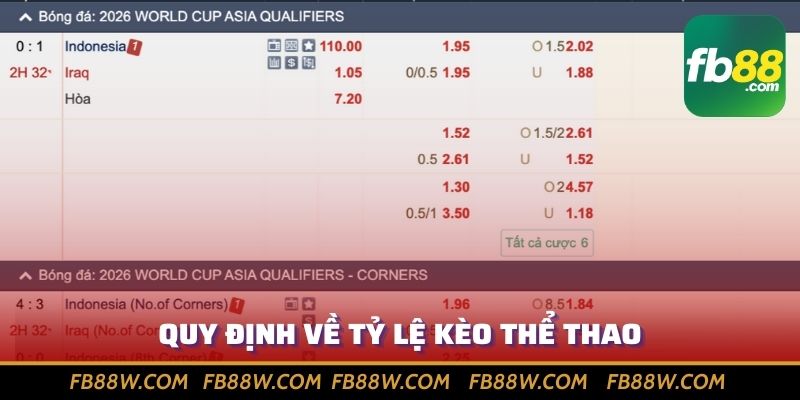 Bóng đá: 2026 WORLD CUP ASIA QUALIFIERS
0 : 1 Indonesia 1 110.00 1.95 O 1.5 2.02
2H 32' Iraq 1.05 0/0.5 1.95 U 1.88
Hòa 7.20
1.52 O 1.5/2 2.61
0.5 2.61 U 1.52
1.30 O 2 4.57
0.5/1 3.50 U 1.18
Tất cả cược 6
fb88
.com
Bóng đá: 2026 WORLD CUP ASIA QUALIFIERS - CORNERS
4 : 3 Indonesia (No.of Corners) 1 1.96 O 8.5 1.84
2H 32' Iraq (No.of
QUY ĐỊNH VỀ TỶ LỆ KÈO THỂ THAO
0 : 0 Indonesia (8th Corner) 2.25
FB88W.COM FB88W.COM FB88W.COM FB88W.COM FB88W.COM